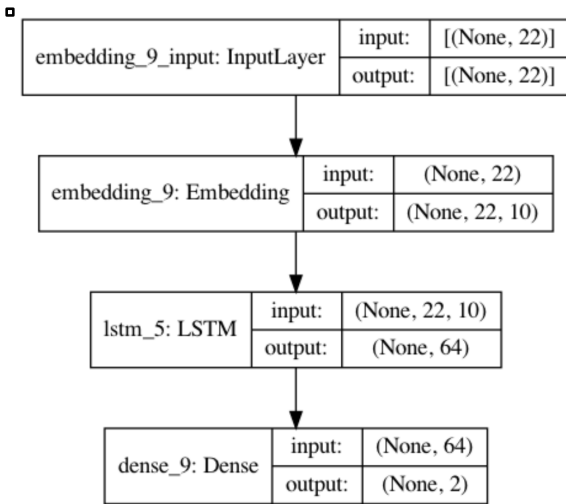 embedding_9_input: InputLayer
input: [(None, 22)]
output: [(None, 22)]
embedding_9: Embedding
input: (None, 22)
output: (None, 22, 10)
lstm_5: LSTM
input: (None, 22, 10)
output: (None, 64)
dense_9: Dense
input: (None, 64)
output: (None, 2)